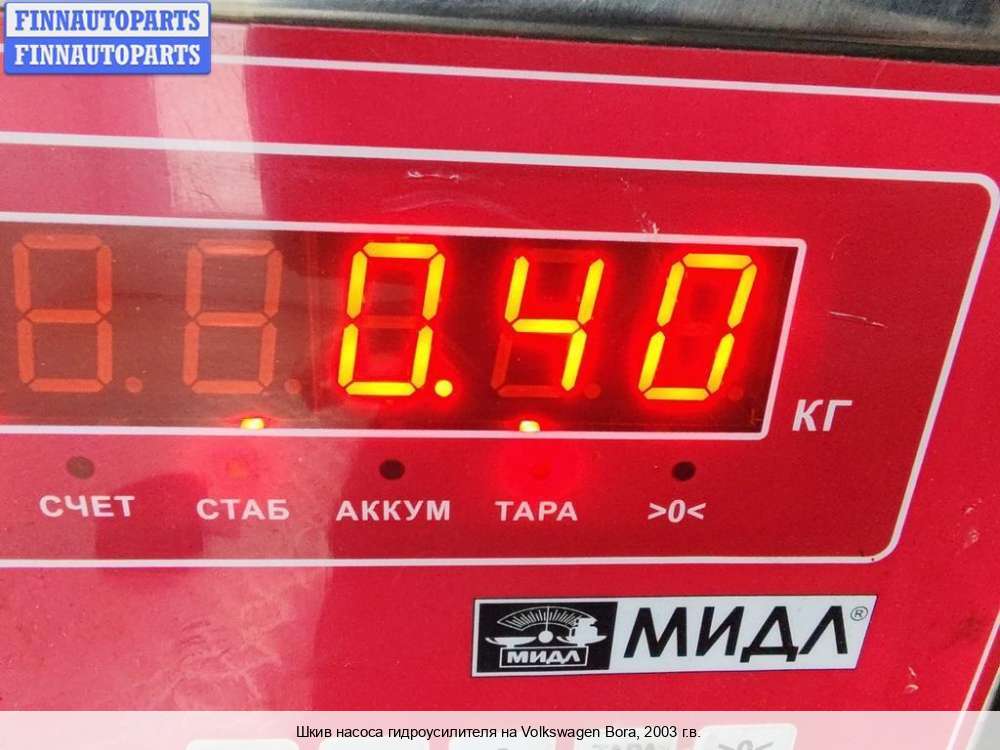 FINNAUTOPARTS
FINNAUTOPARTS
0.40
КГ
СЧЕТ СТАБ АККУМ ТАРА >0<
МИДЛ МИДЛ®
Шкив насоса гидроусилителя на Volkswagen Bora, 2003 г.в.